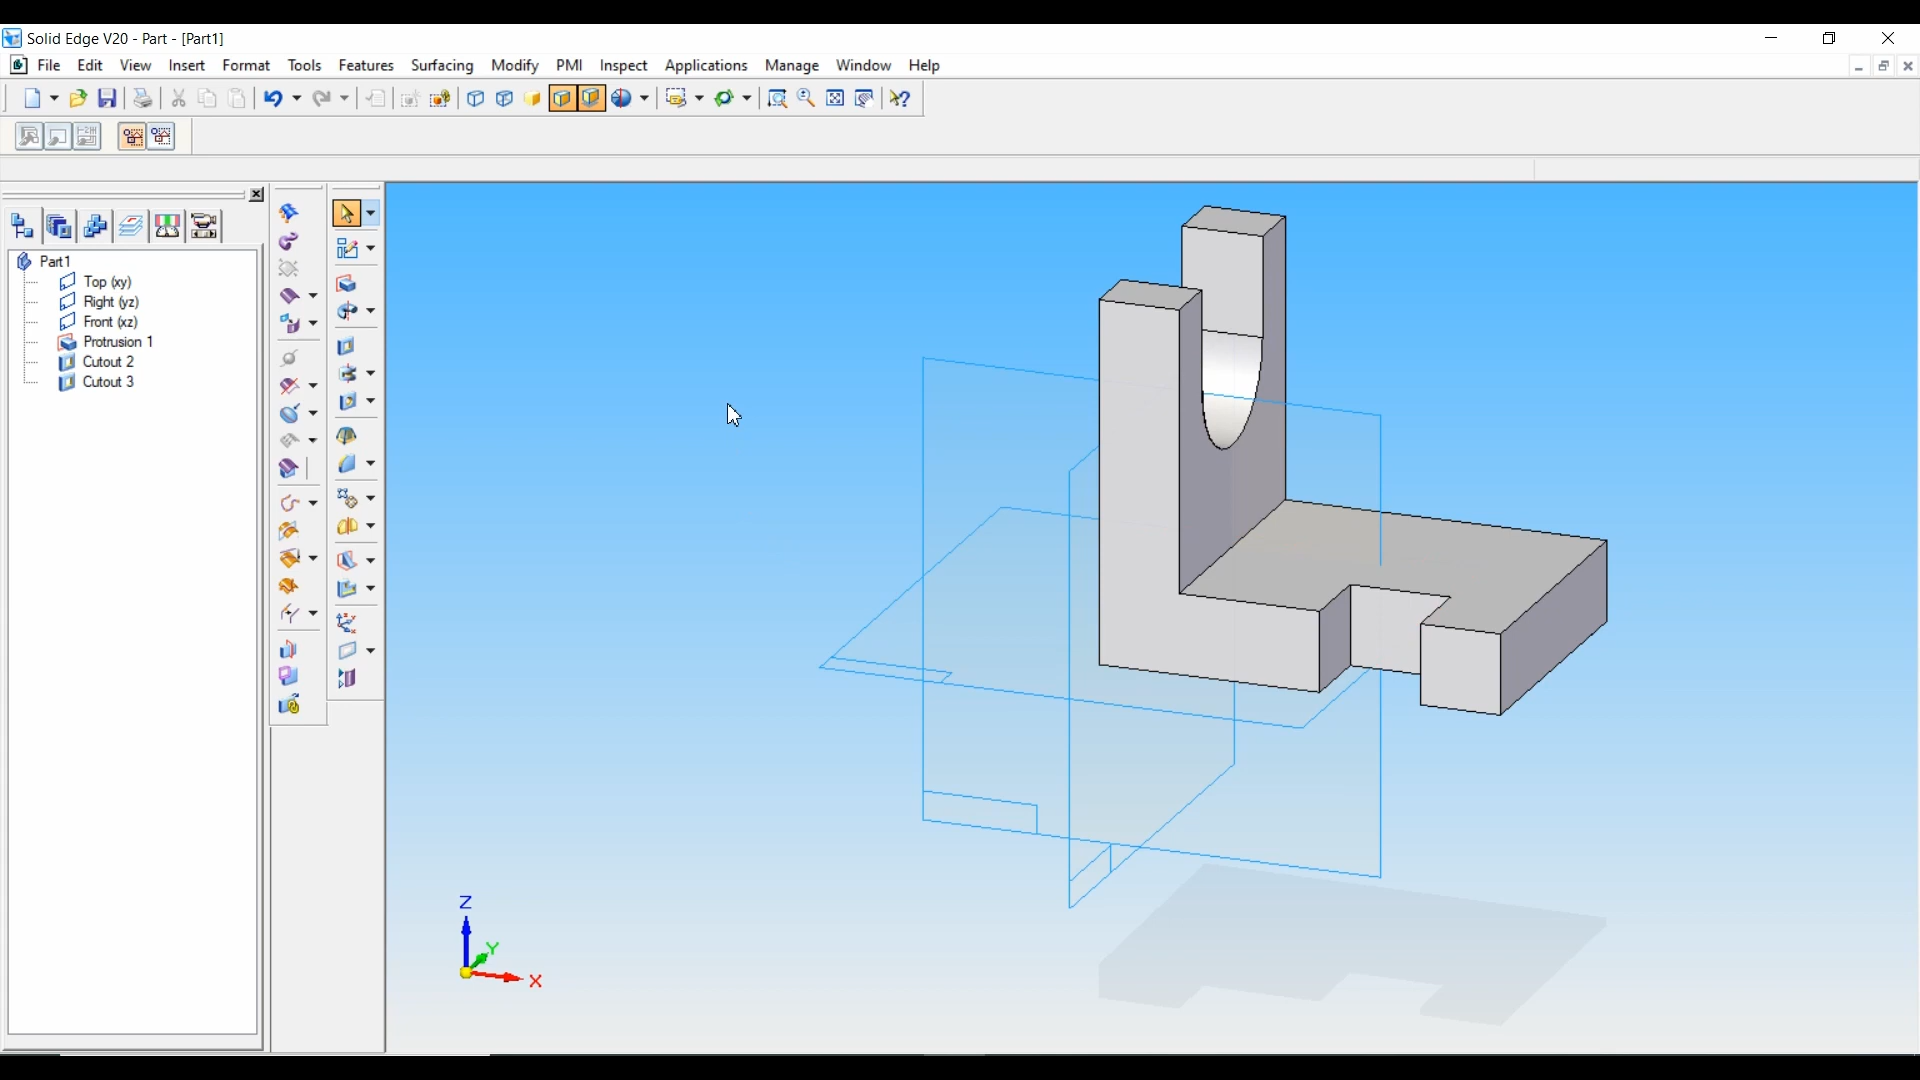 Solid Edge V20 - Part - [Part1]
File Edit View Insert Format Tools Features Surfacing Modify PMI Inspect Applications Manage Window Help
Part1
Top (xy)
Right (yz)
Front (xz)
Protrusion 1
Cutout 2
Cutout 3
Z
Y
X